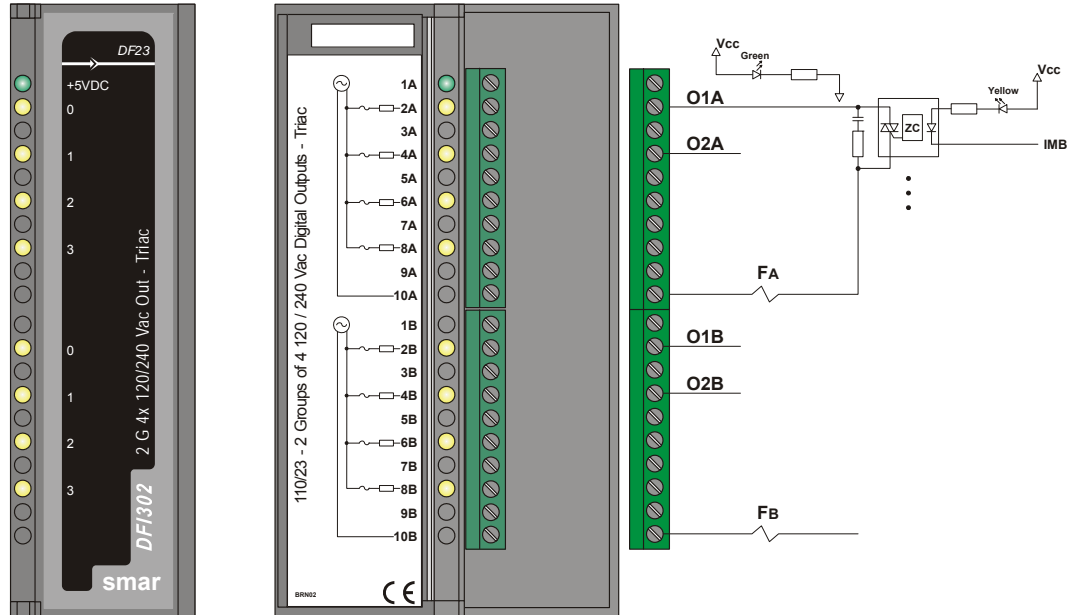 DF23
+5VDC
0
1
2
3
0
1
2
3
2 G 4x 120/240 Vac Out - Triac
DFI302
smar
110/23 - 2 Groups of 4 120 / 240 Vac Digital Outputs - Triac
1A
2A
3A
4A
5A
6A
7A
8A
9A
10A
1B
2B
3B
4B
5B
6B
7B
8B
9B
10B
BRN02
CE
O1A
O2A
FA
O1B
O2B
FB
Vcc
Green
ZC
Yellow
Vcc
IMB